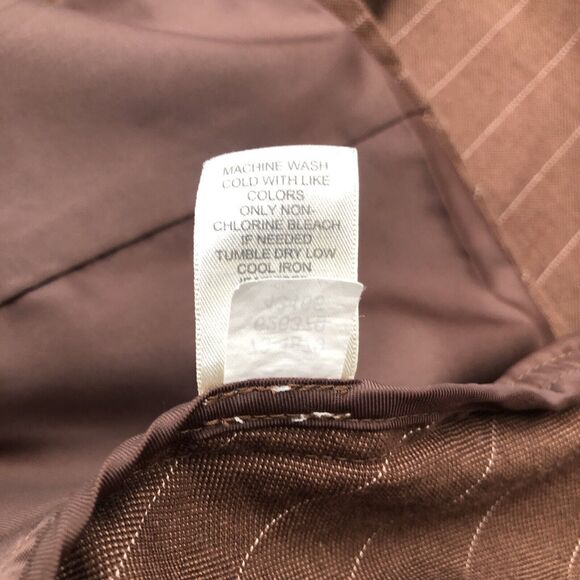 MACHINE WASH
COLD WITH LIKE
COLORS
ONLY NON-
CHLORINE BLEACH
IF NEEDED
TUMBLE DRY LOW
COOL IRON